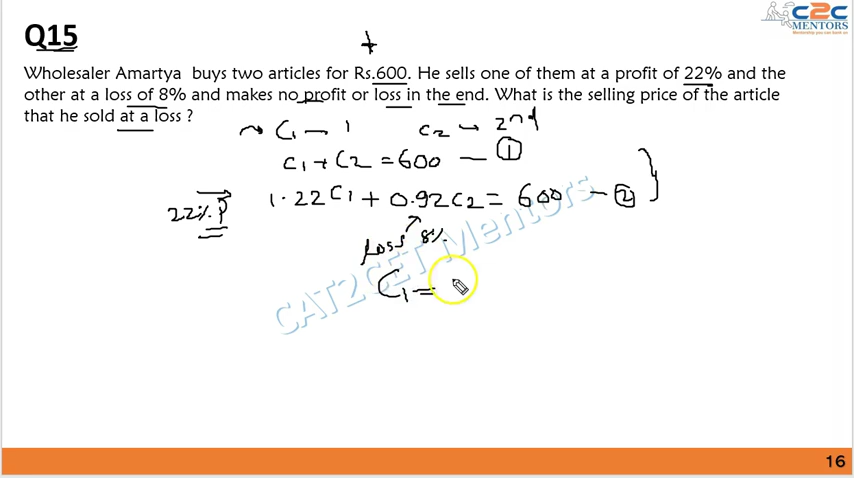 Q15
c2c
MENTORS
Mentorship you can bank on
Wholesaler Amartya buys two articles for Rs.600. He sells one of them at a profit of 22% and the
other at a loss of 8% and makes no profit or loss in the end. What is the selling price of the article
that he sold at a loss ?
C1 — 1 C2 → 2nd
C1 + C2 = 600 — ①
22% P 1.22C1 + 0.92C2 = 600 — ②
Loss 8%
C1 =
CAT2CET Mentors
16